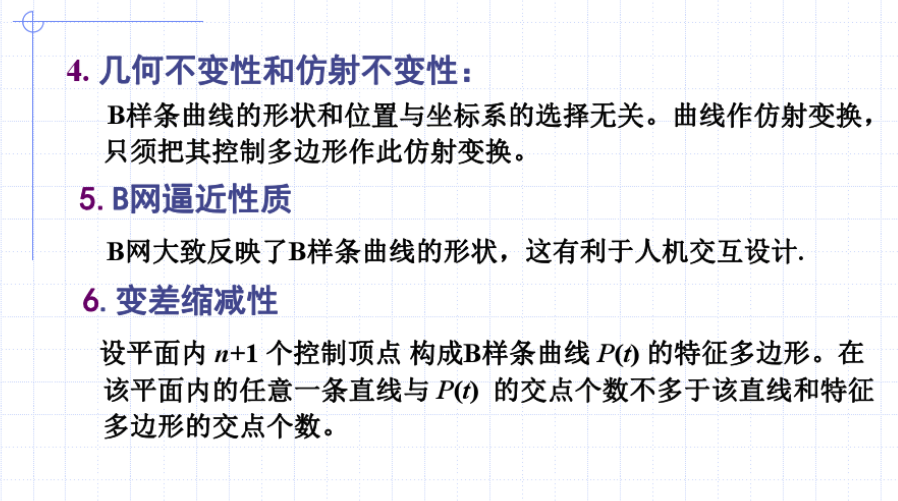 4. 几何不变性和仿射不变性：
B样条曲线的形状和位置与坐标系的选择无关。曲线作仿射变换，
只须把其控制多边形作此仿射变换。
5. B网逼近性质
B网大致反映了B样条曲线的形状，这有利于人机交互设计.
6. 变差缩减性
设平面内 n+1 个控制顶点 构成B样条曲线 P(t) 的特征多边形。在
该平面内的任意一条直线与 P(t) 的交点个数不多于该直线和特征
多边形的交点个数。